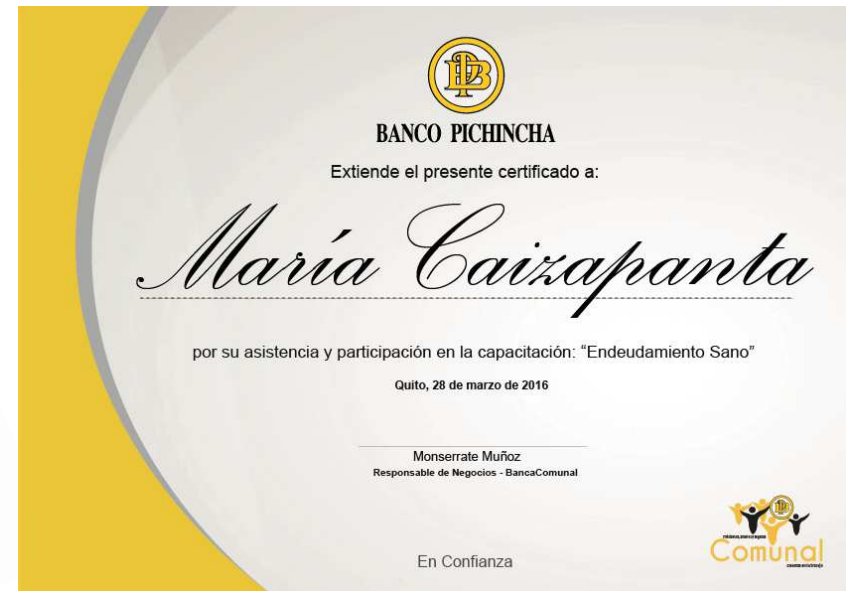 BANCO PICHINCHA
Extiende el presente certificado a:
María Caizapanta
por su asistencia y participación en la capacitación: “Endeudamiento Sano”
Quito, 28 de marzo de 2016
Monserrate Muñoz
Responsable de Negocios - BancaComunal
Comunal
En Confianza